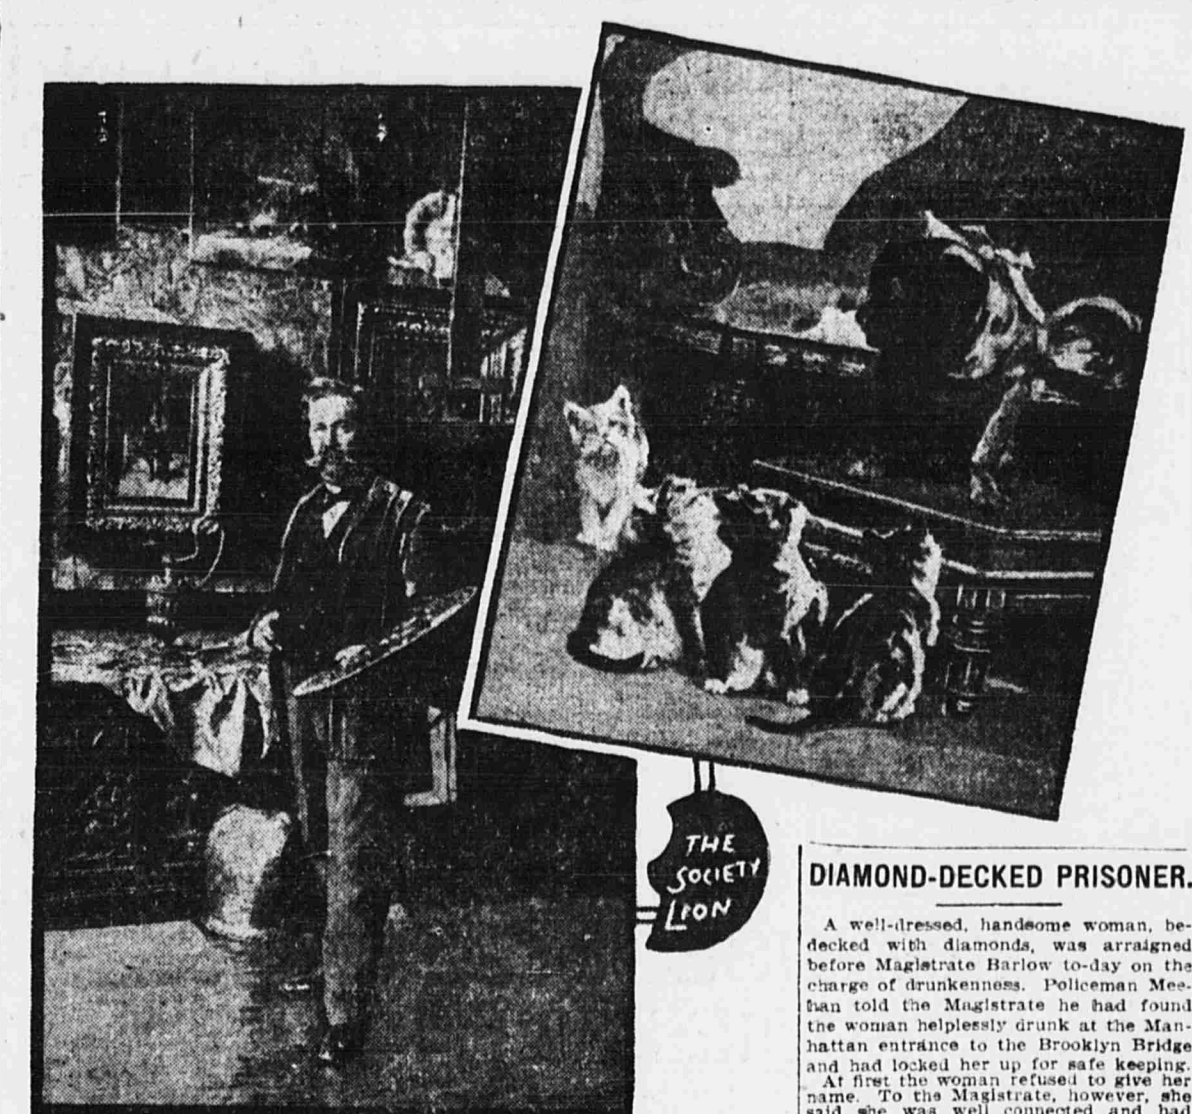 THE
SOCIETY
LION
DIAMOND-DECKED PRISONER.
A well-dressed, handsome woman, be-
decked with diamonds, was arraigned
before Magistrate Barlow to-day on the
charge of drunkenness. Policeman Mee-
han told the Magistrate he had found
the woman helplessly drunk at the Man-
hattan entrance to the Brooklyn Bridge
and had locked her up for safe keeping.
At first the woman refused to give her
name. To the Magistrate, however, she
said she was well connected and had